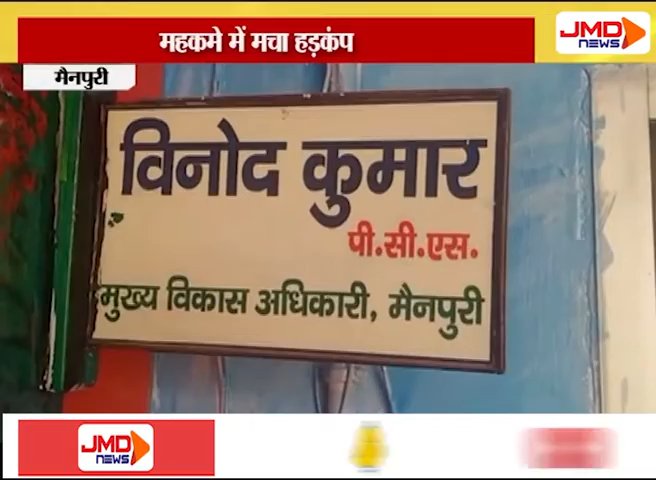 महकमे में मचा हड़कंप
JMD
NEWS
मैनपुरी
विनोद कुमार
पी.सी.एस.
मुख्य विकास अधिकारी, मैनपुरी
JMD
NEWS